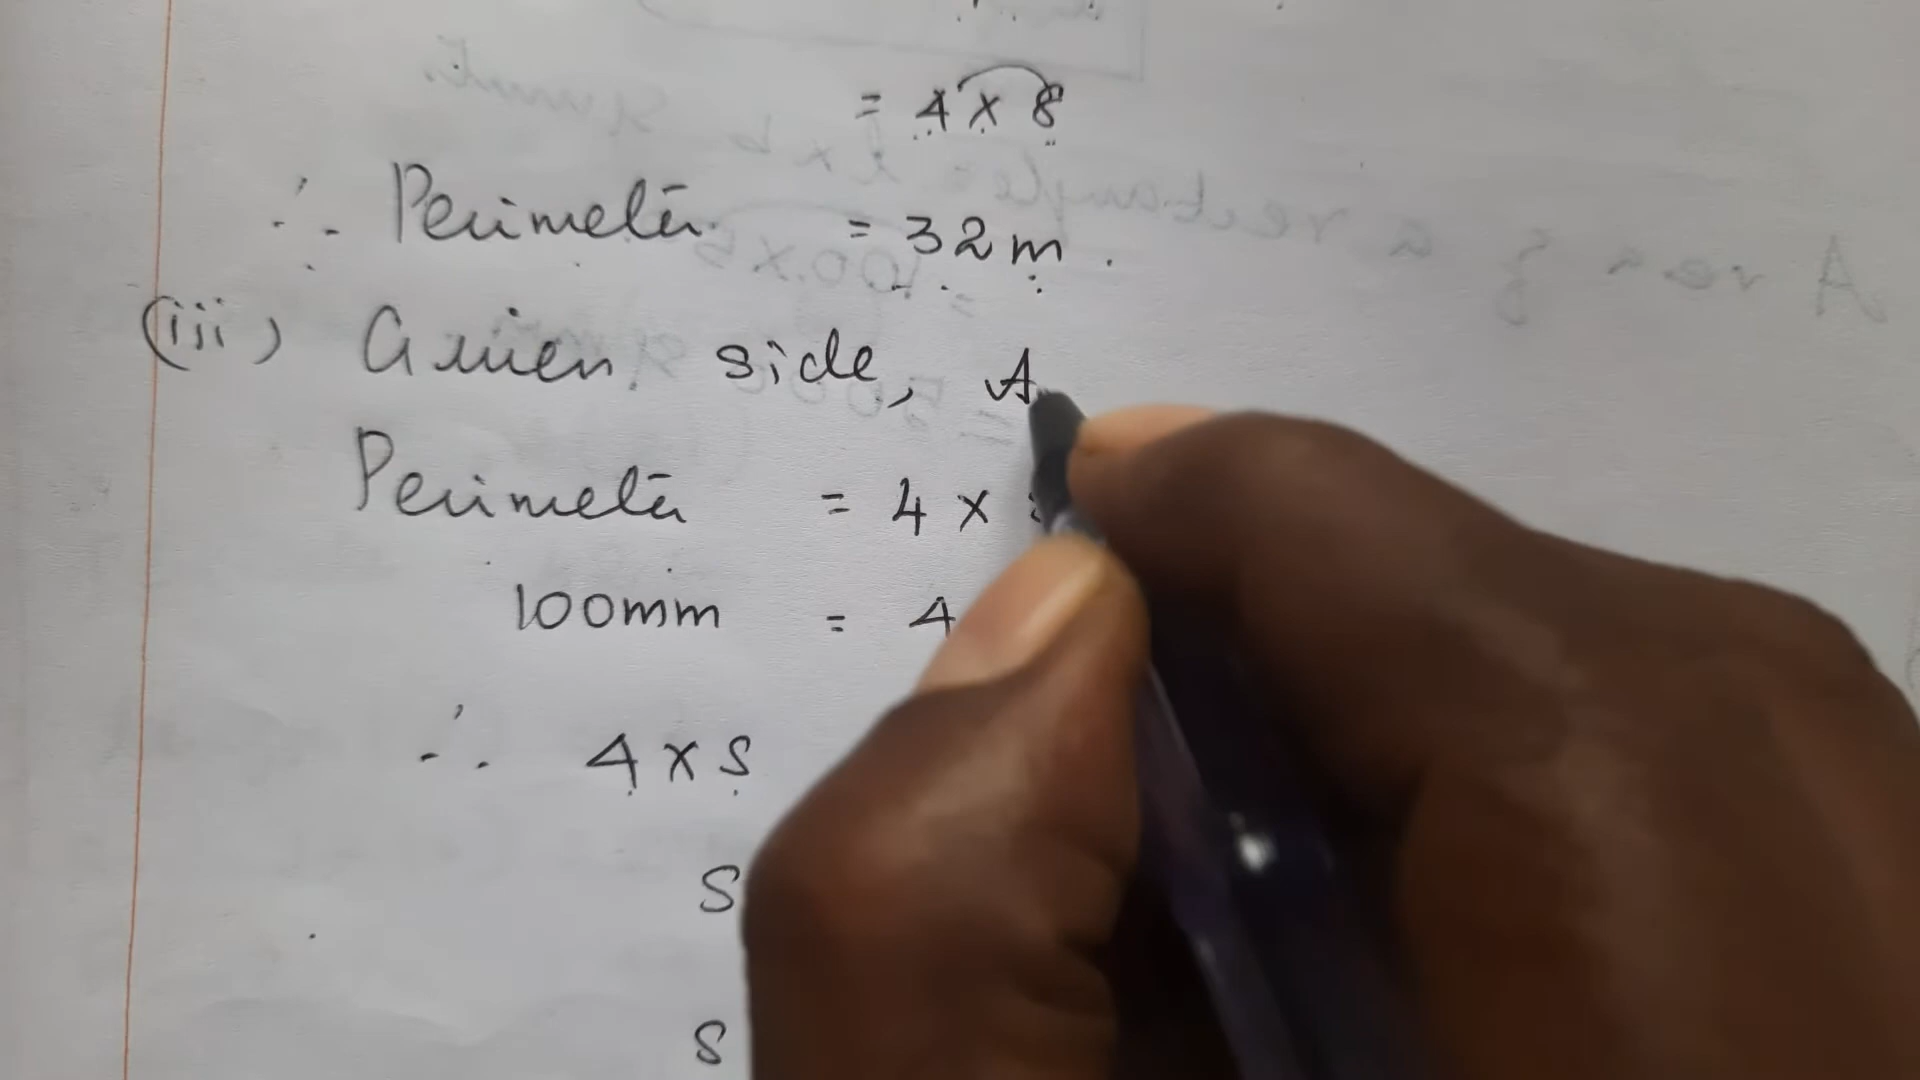 = 4 x 8
∴ Perimeter = 32 m.
(iii) Given side, A
Perimeter = 4 x
100mm = 4
∴ 4 x s
s
s